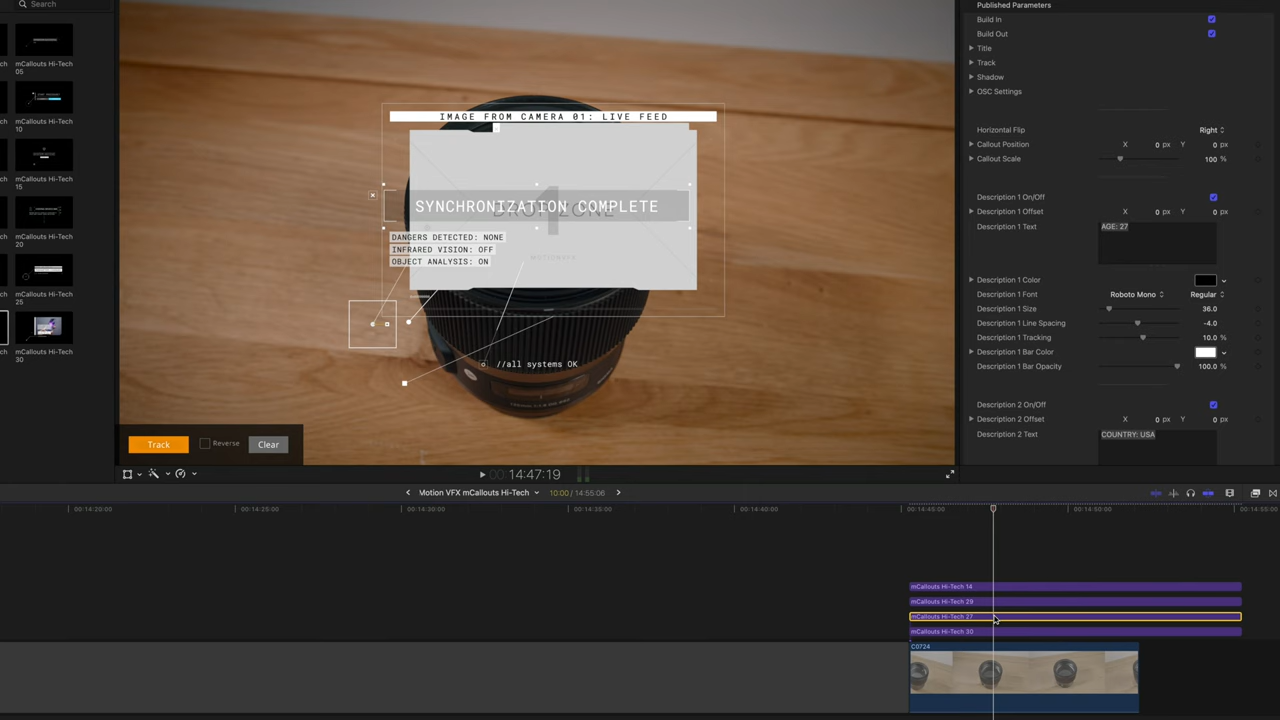 Search
mCallouts Hi-Tech
05
mCallouts Hi-Tech
10
mCallouts Hi-Tech
15
mCallouts Hi-Tech
20
mCallouts Hi-Tech
25
mCallouts Hi-Tech
30
IMAGE FROM CAMERA 01: LIVE FEED
1
DROP ZONE
SYNCHRONIZATION COMPLETE
DANGERS DETECTED: NONE
INFRARED VISION: OFF
OBJECT ANALYSIS: ON
//all systems OK
Track
Reverse
Clear
00:14:47:19
Published Parameters
Build In
Build Out
Title
Track
Shadow
OSC Settings
Horizontal Flip Right
Callout Position X 0 px Y 0 px
Callout Scale 100 %
Description 1 On/Off
Description 1 Offset X 0 px Y 0 px
Description 1 Text AGE: 27
Description 1 Color
Description 1 Font Roboto Mono Regular
Description 1 Size 36.0
Description 1 Line Spacing -4.0
Description 1 Tracking 10.0 %
Description 1 Bar Color
Description 1 Bar Opacity 100.0 %
Description 2 On/Off
Description 2 Offset X 0 px Y 0 px
Description 2 Text COUNTRY: USA
Motion VFX mCallouts Hi-Tech 10:00 / 14:55:06
00:14:20:00 00:14:25:00 00:14:30:00 00:14:35:00 00:14:40:00 00:14:45:00 00:14:50:00 00:14:55:00
mCallouts Hi-Tech 14
mCallouts Hi-Tech 29
mCallouts Hi-Tech 27
mCallouts Hi-Tech 30
C0724